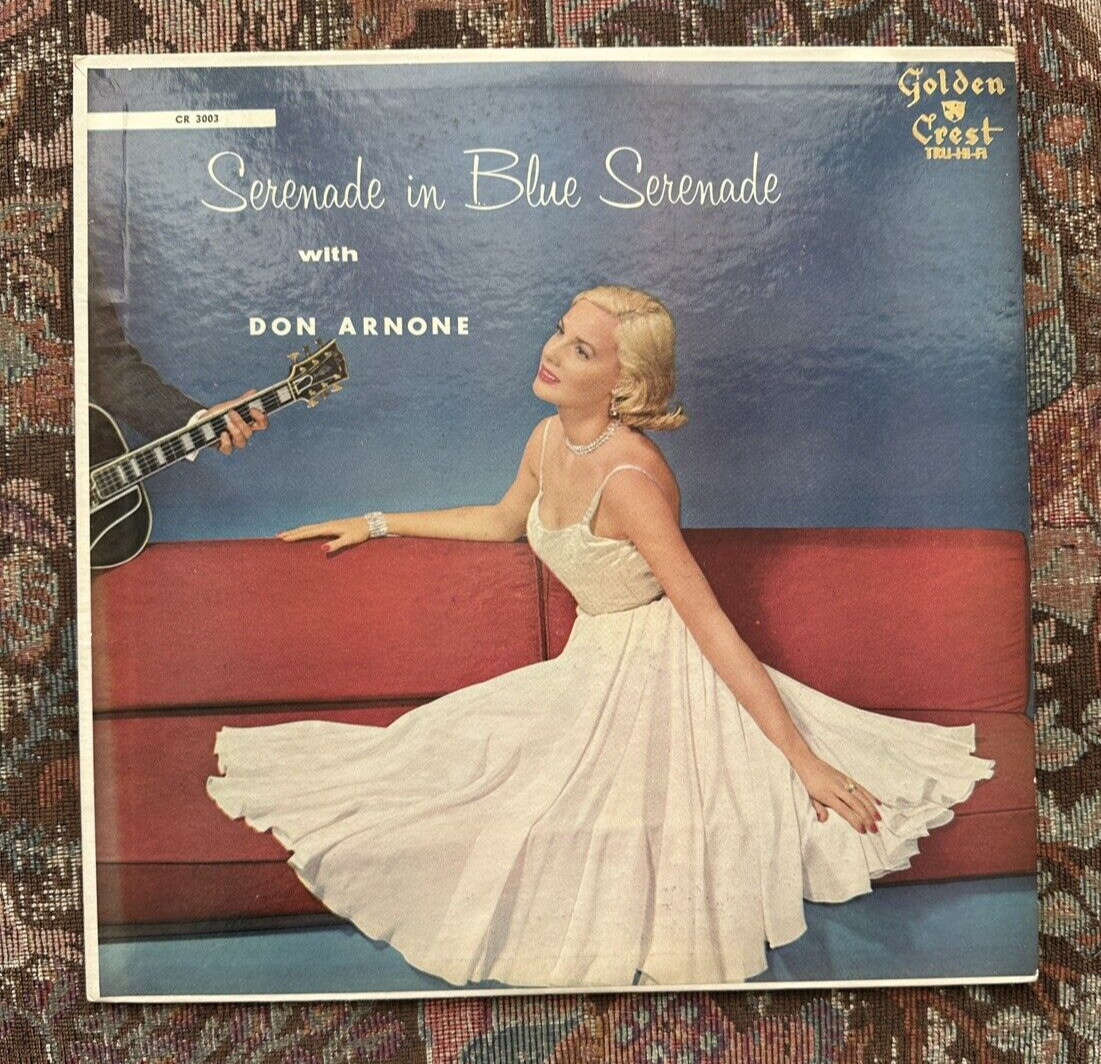 CR 3003
Golden
Crest
TRU-HI-FI
Serenade in Blue Serenade
with
DON ARNONE